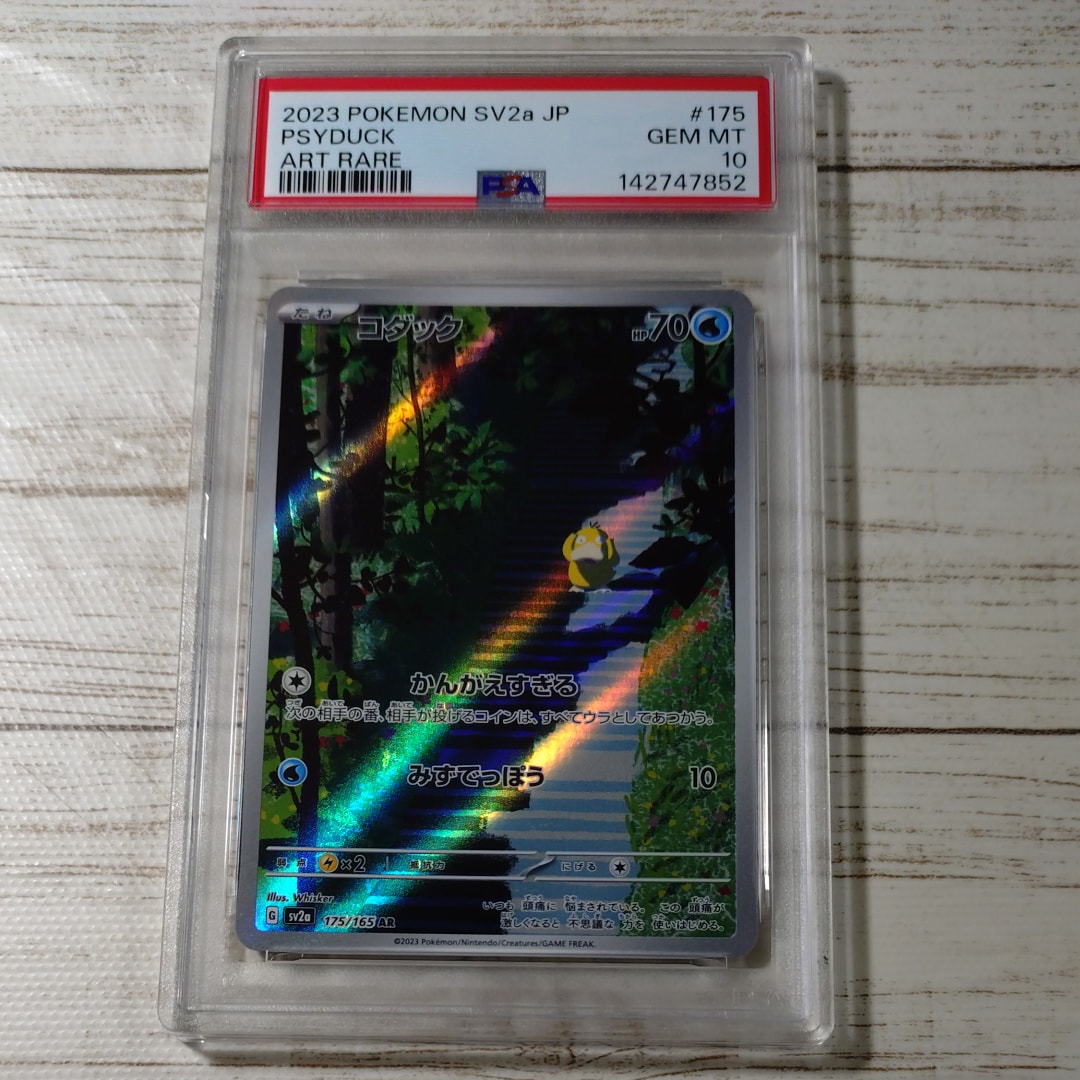 2023 POKEMON SV2a JP #175
PSYDUCK GEM MT
ART RARE 10
PSA 142747852
たね コダック HP70
かんがえすぎる
次の相手の番、相手が投げるコインは、すべてウラとしてあつかう。
みずでっぽう 10
弱点 ×2 抵抗力 にげる
Illus. Whisker
いつも 頭痛に 悩まされている。 この 頭痛が
G sv2a 175/165 AR
激しくなると 不思議な 力を 使いはじめる。
©2023 Pokémon/Nintendo/Creatures/GAME FREAK.